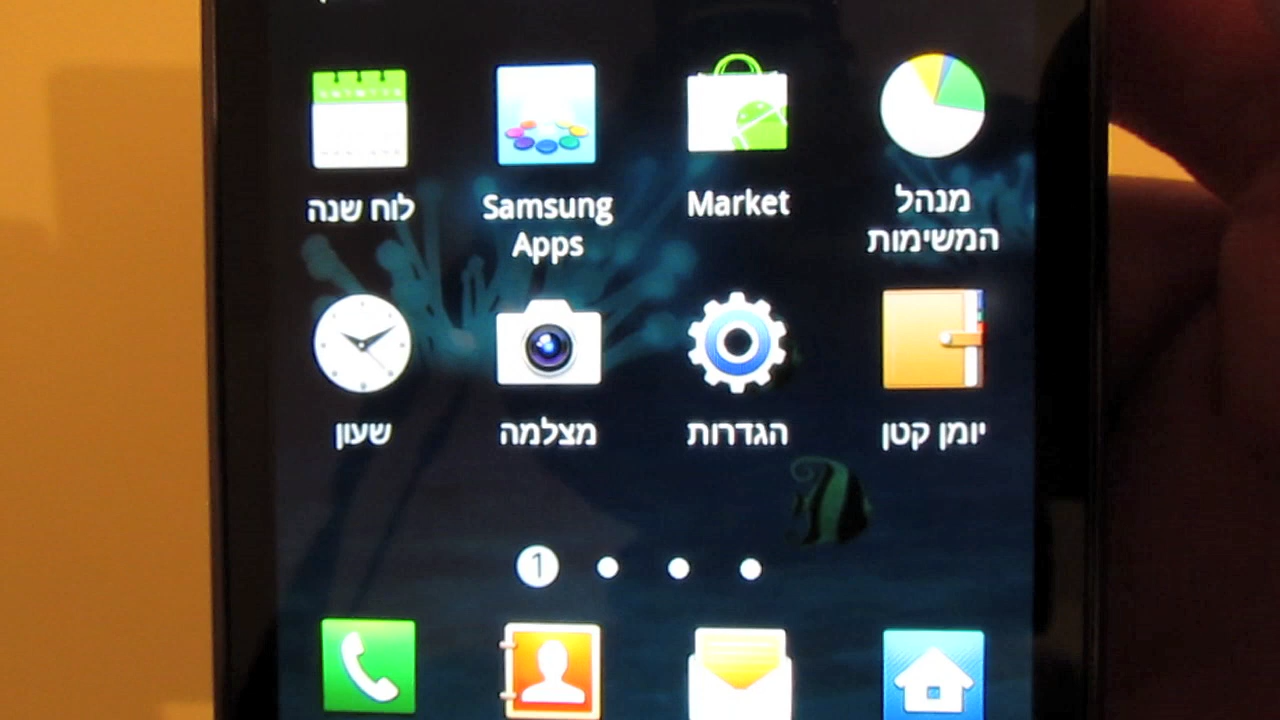 לוח שנה
Samsung
Apps
Market
מנהל
המשימות
שעון
מצלמה
הגדרות
יומן קטן
1